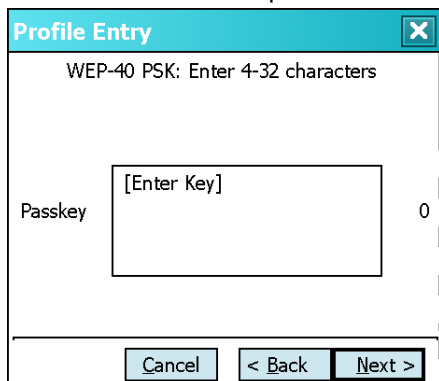 Profile Entry
WEP-40 PSK: Enter 4-32 characters
[Enter Key]
Passkey 0
Cancel < Back Next >